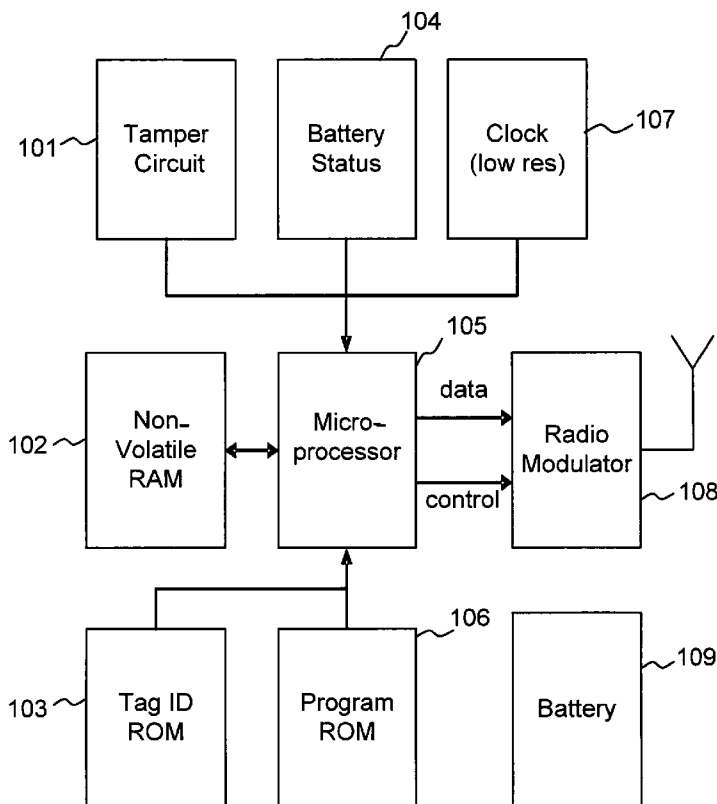 104
101
Tamper
Circuit
Battery
Status
Clock
(low res)
107
105
102
Non-
Volatile
RAM
Micro-
processor
data
control
Radio
Modulator
108
103
Tag ID
ROM
Program
ROM
106
Battery
109